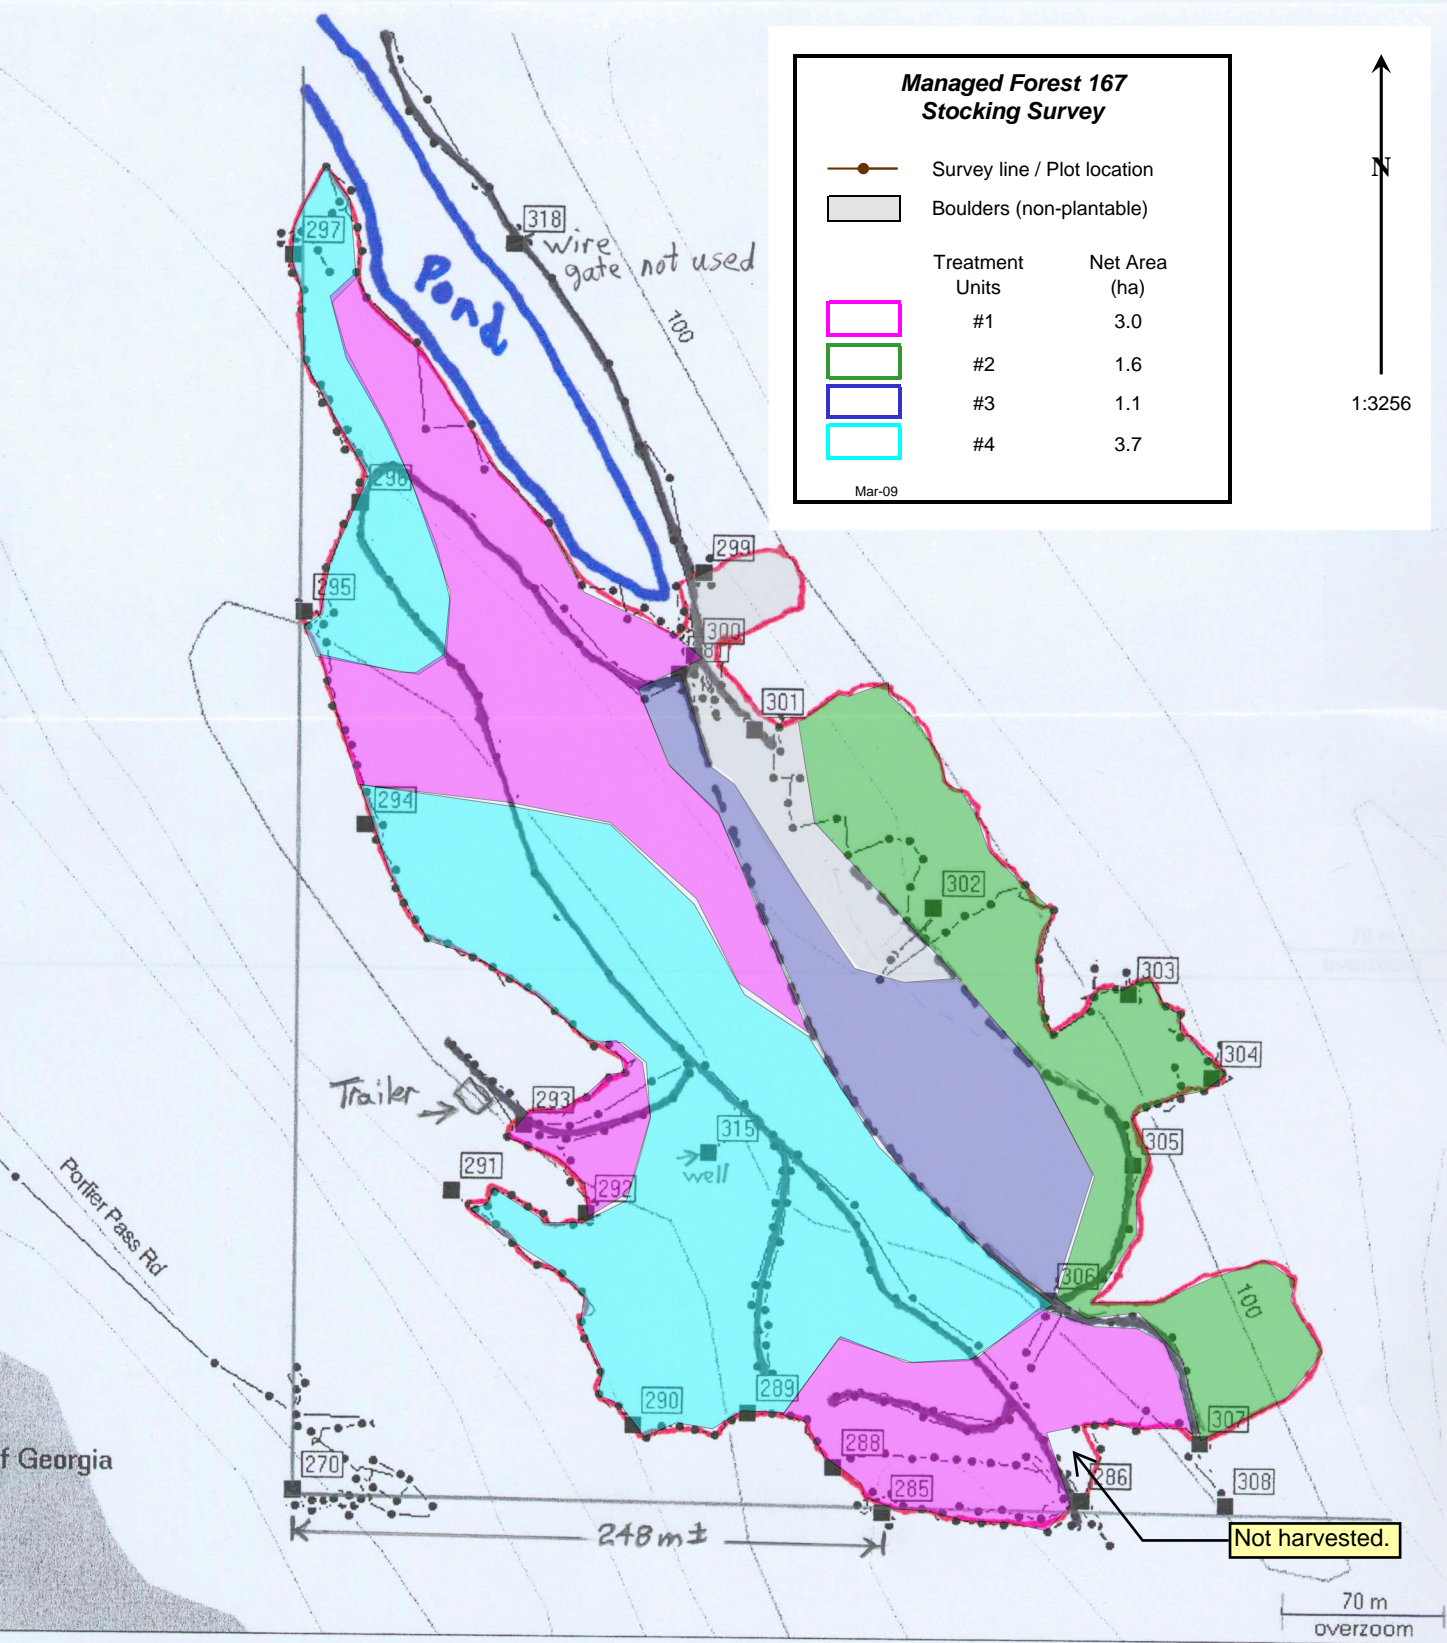 Managed Forest 167
Stocking Survey
Survey line / Plot location
Boulders (non-plantable)
Treatment Units
Net Area (ha)
#1 3.0
#2 1.6
#3 1.1
#4 3.7
Mar-09
N
1:3256
318
wire
gate not used
297
Pond
100
296
299
295
300
301
294
302
303
304
Trailer
293
315
305
well
291
292
Porlier Pass Rd
306
100
290
289
307
288
f Georgia
270
285
286
308
248m±
Not harvested.
70 m
overzoom